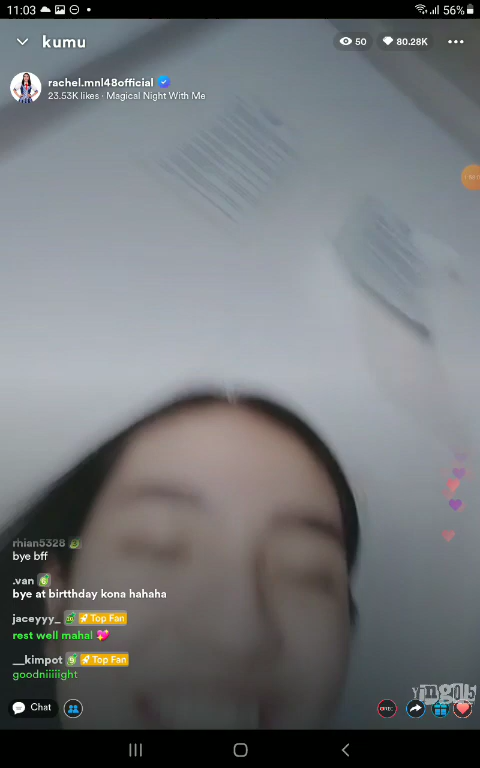 11:03
56%
kumu
50
80.28K
rachel.mnl48official
23.53K likes · Magical Night With Me
rhian5328
bye bff
.van
bye at birtthday kona hahaha
jaceyyy_ Top Fan
rest well mahal 💖
__kimpot Top Fan
goodniiiiight
Chat